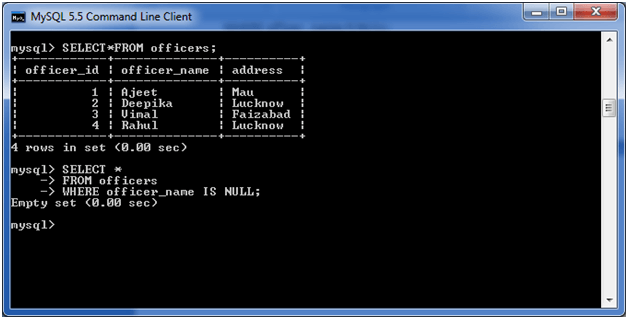 MySQL 5.5 Command Line Client
mysql> SELECT*FROM officers;
+------------+--------------+-----------+
| officer_id | officer_name | address   |
+------------+--------------+-----------+
|          1 | Ajeet        | Mau       |
|          2 | Deepika      | Lucknow   |
|          3 | Vimal        | Faizabad  |
|          4 | Rahul        | Lucknow   |
+------------+--------------+-----------+
4 rows in set (0.00 sec)
mysql> SELECT *
    -> FROM officers
    -> WHERE officer_name IS NULL;
Empty set (0.00 sec)
mysql>